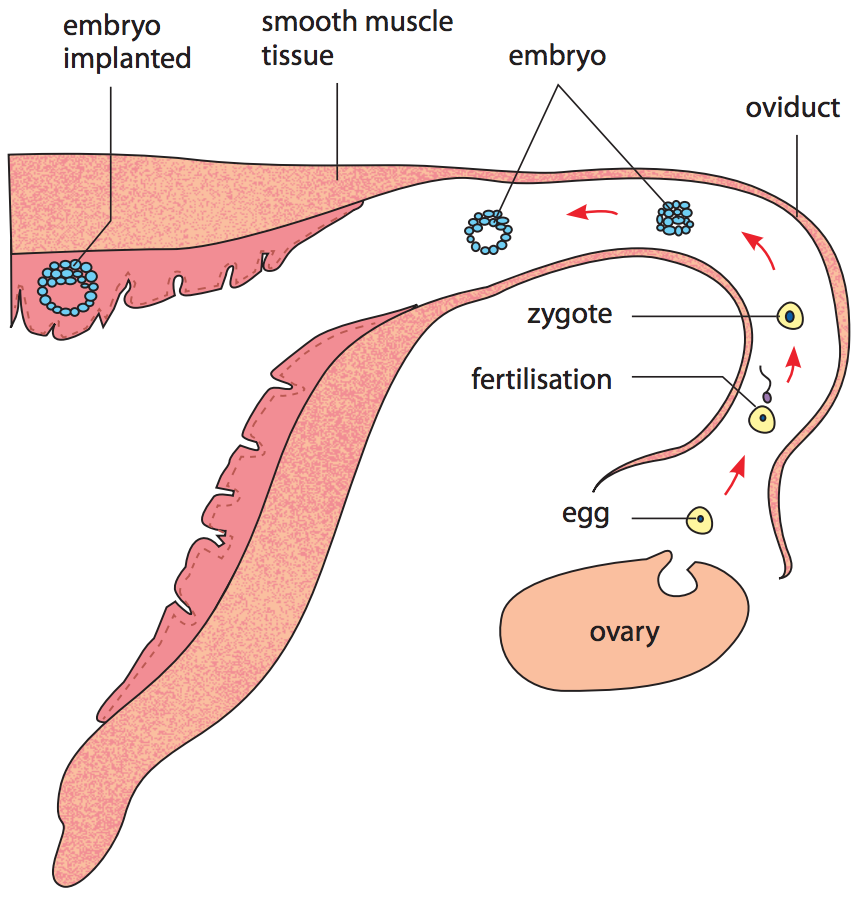 embryo
implanted
smooth muscle
tissue
embryo
oviduct
zygote
fertilisation
egg
ovary